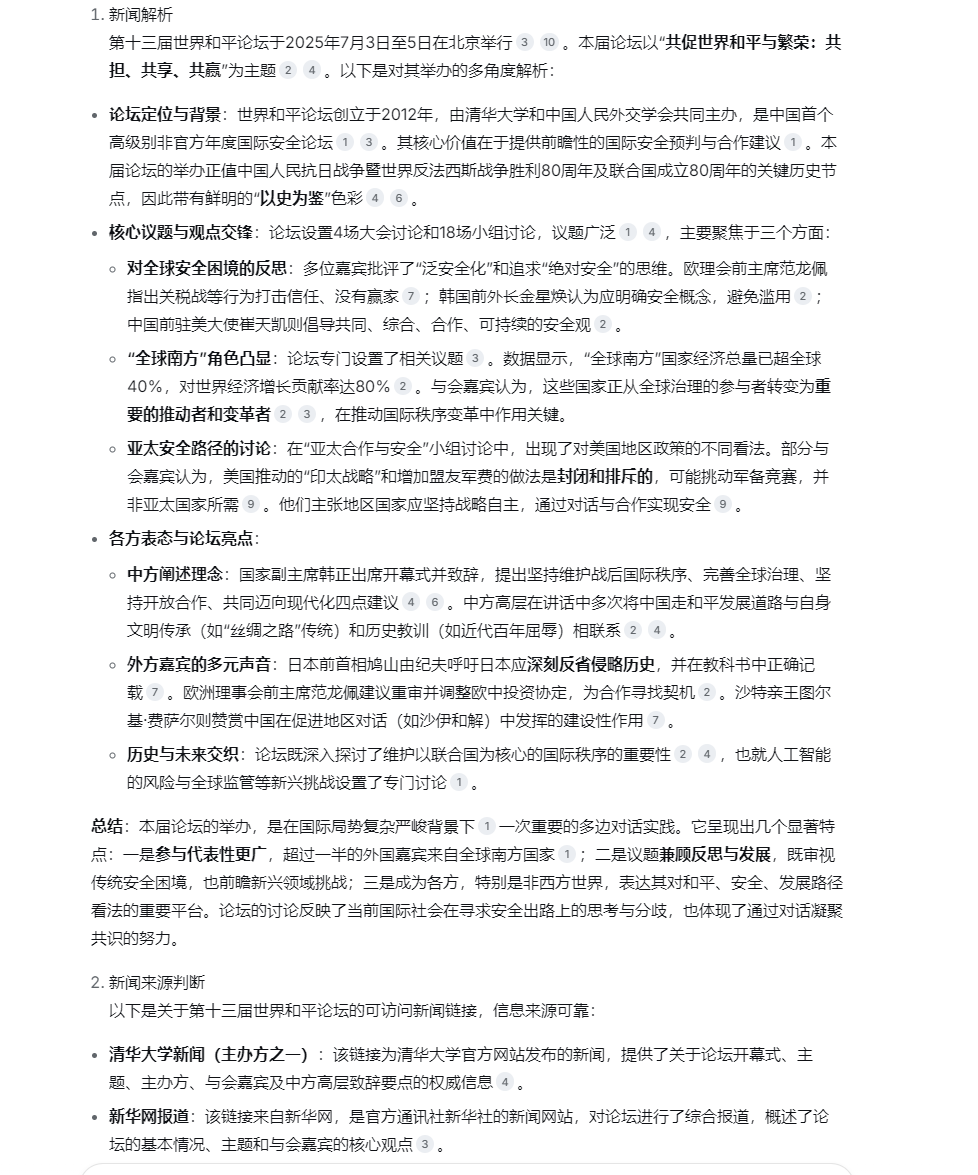 1. 新闻解析
第十三届世界和平论坛于2025年7月3日至5日在北京举行 3 10 。本届论坛以“共促世界和平与繁荣：共
担、共享、共赢”为主题 2 4 。以下是对其举办的多角度解析：
• 论坛定位与背景：世界和平论坛创立于2012年，由清华大学和中国人民外交学会共同主办，是中国首个
高级别非官方年度国际安全论坛 1 3 。其核心价值在于提供前瞻性的国际安全预判与合作建议 1 。本
届论坛的举办正值中国人民抗日战争暨世界反法西斯战争胜利80周年及联合国成立80周年的关键历史节
点，因此带有鲜明的“以史为鉴”色彩 4 6 。
• 核心议题与观点交锋：论坛设置4场大会讨论和18场小组讨论，议题广泛 1 4 ，主要聚焦于三个方面：
○ 对全球安全困境的反思：多位嘉宾批评了“泛安全化”和追求“绝对安全”的思维。欧理会前主席范龙佩
指出关税战等行为打击信任、没有赢家 7 ；韩国前外长金星焕认为应明确安全概念，避免滥用 2 ；
中国前驻美大使崔天凯则倡导共同、综合、合作、可持续的安全观 2 。
○ “全球南方”角色凸显：论坛专门设置了相关议题 3 。数据显示，“全球南方”国家经济总量已超全球
40%，对世界经济增长贡献率达80% 2 。与会嘉宾认为，这些国家正从全球治理的参与者转变为重
要的推动者和变革者 2 3 ，在推动国际秩序变革中作用关键。
○ 亚太安全路径的讨论：在“亚太合作与安全”小组讨论中，出现了对美国地区政策的不同看法。部分与
会嘉宾认为，美国推动的“印太战略”和增加盟友军费的做法是封闭和排斥的，可能挑动军备竞赛，并
非亚太国家所需 9 。他们主张地区国家应坚持战略自主，通过对话与合作实现安全 9 。
• 各方表态与论坛亮点：
○ 中方阐述理念：国家副主席韩正出席开幕式并致辞，提出坚持维护战后国际秩序、完善全球治理、坚
持开放合作、共同迈向现代化四点建议 4 6 。中方高层在讲话中多次将中国走和平发展道路与自身
文明传承（如“丝绸之路”传统）和历史教训（如近代百年屈辱）相联系 2 4 。
○ 外方嘉宾的多元声音：日本前首相鸠山由纪夫呼吁日本应深刻反省侵略历史，并在教科书中正确记
载 7 。欧洲理事会前主席范龙佩建议重审并调整欧中投资协定，为合作寻找契机 2 。沙特亲王图尔
基·费萨尔则赞赏中国在促进地区对话（如沙伊和解）中发挥的建设性作用 7 。
○ 历史与未来交织：论坛既深入探讨了维护以联合国为核心的国际秩序的重要性 2 4 ，也就人工智能
的风险与全球监管等新兴挑战设置了专门讨论 1 。
总结：本届论坛的举办，是在国际局势复杂严峻背景下 1 一次重要的多边对话实践。它呈现出几个显著特
点：一是参与代表性更广，超过一半的外国嘉宾来自全球南方国家 1 ；二是议题兼顾反思与发展，既审视
传统安全困境，也前瞻新兴领域挑战；三是成为各方，特别是非西方世界，表达其对和平、安全、发展路径
看法的重要平台。论坛的讨论反映了当前国际社会在寻求安全出路上的思考与分歧，也体现了通过对话凝聚
共识的努力。
2. 新闻来源判断
以下是关于第十三届世界和平论坛的可访问新闻链接，信息来源可靠：
• 清华大学新闻（主办方之一）：该链接为清华大学官方网站发布的新闻，提供了关于论坛开幕式、主
题、主办方、与会嘉宾及中方高层致辞要点的权威信息 4 。
• 新华网报道：该链接来自新华网，是官方通讯社新华社的新闻网站，对论坛进行了综合报道，概述了论
坛的基本情况、主题和与会嘉宾的核心观点 3 。